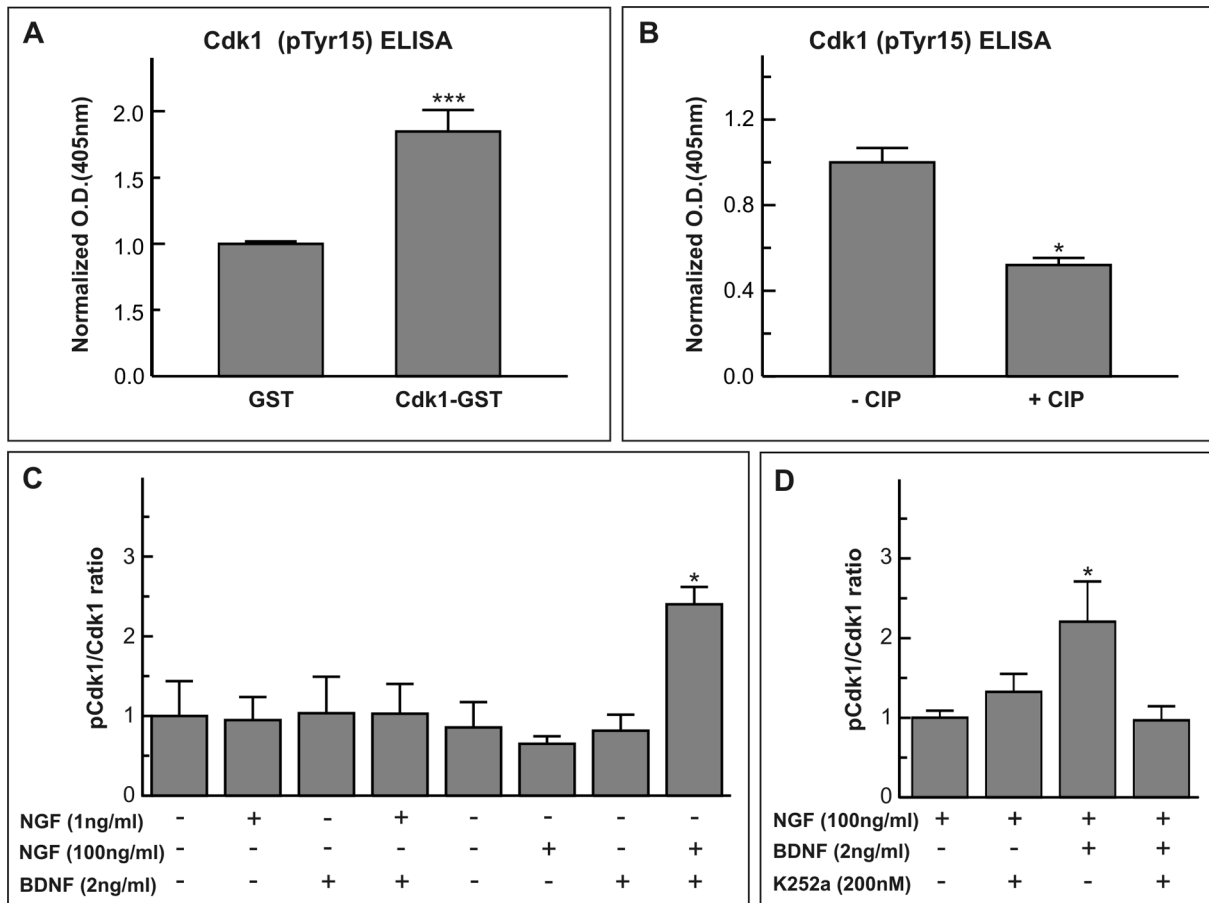 A
Cdk1 (pTyr15) ELISA
Normalized O.D.(405nm)
2.0
1.5
1.0
1.5
0.0
***
GST
Cdk1-GST
B
Cdk1 (pTyr15) ELISA
Normalized O.D.(405nm)
1.2
0.8
0.4
0.0
*
- CIP
+ CIP
C
pCdk1/Cdk1 ratio
3
2
1
0
*
NGF (1ng/ml) - + - + - - - -
NGF (100ng/ml) - - - - - + - +
BDNF (2ng/ml) - - + + - - + +
D
pCdk1/Cdk1 ratio
3
2
1
0
*
NGF (100ng/ml) + + + +
BDNF (2ng/ml) - - + +
K252a (200nM) - + - +